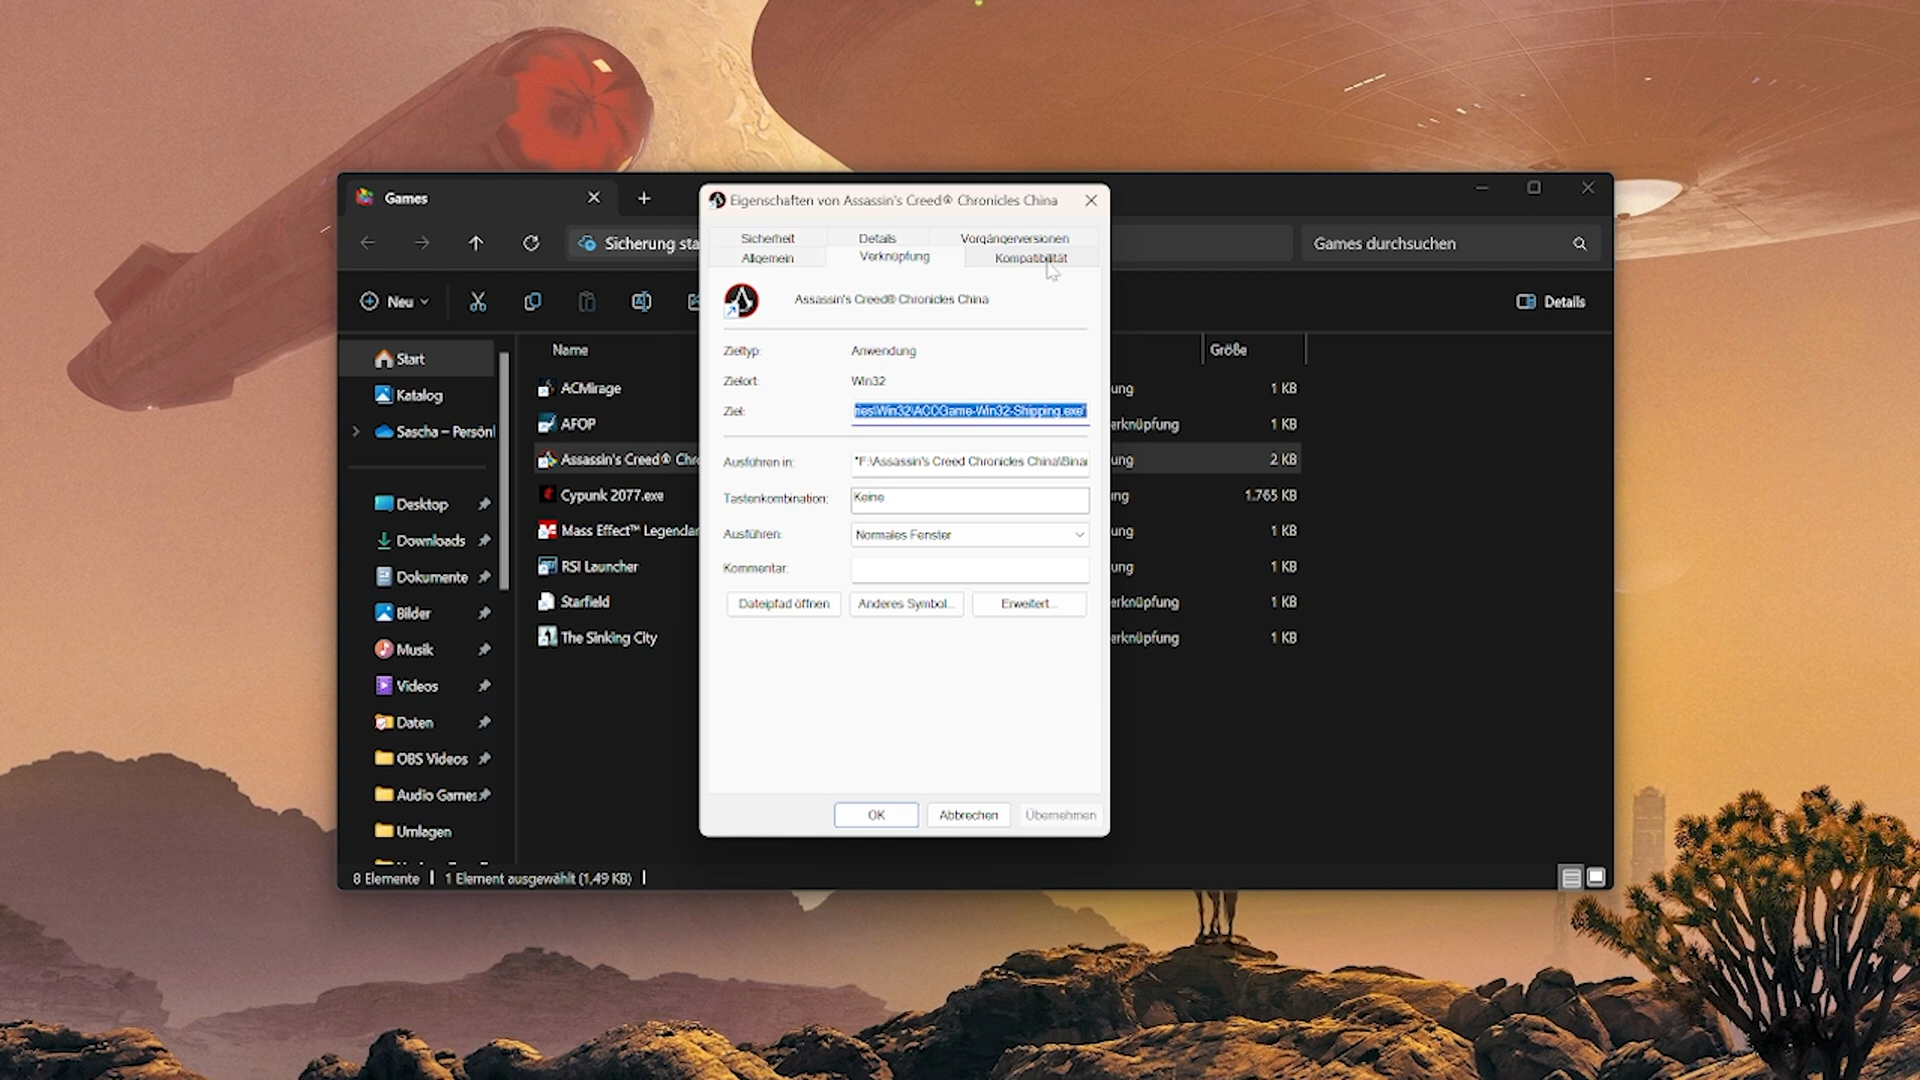 Games
Eigenschaften von Assassin's Creed® Chronicles China
Sicherung sta
Games durchsuchen
Sicherheit
Details
Vorgängerversionen
Allgemein
Verknüpfung
Kompatibilität
Neu
Details
Assassin's Creed® Chronicles China
Start
Katalog
Sascha – Persönl
Desktop
Downloads
Dokumente
Bilder
Musik
Videos
Daten
OBS Videos
Audio Games
Umlagen
Name
Größe
ACMirage
ung
1 KB
AFOP
erknüpfung
1 KB
Assassin's Creed® Chro
ung
2 KB
Cypunk 2077.exe
ng
1.765 KB
Mass Effect™ Legendar
ung
1 KB
RSI Launcher
ung
1 KB
Starfield
erknüpfung
1 KB
The Sinking City
erknüpfung
1 KB
Zieltyp:
Anwendung
Zielort:
Win32
Ziel:
ries\Win32\ACCGame-Win32-Shipping.exe"
Ausführen in:
"F:\Assassin's Creed Chronicles China\Binar
Tastenkombination:
Keine
Ausführen:
Normales Fenster
Kommentar:
Dateipfad öffnen
Anderes Symbol...
Erweitert...
OK
Abbrechen
Übernehmen
8 Elemente
1 Element ausgewählt (1,49 KB)